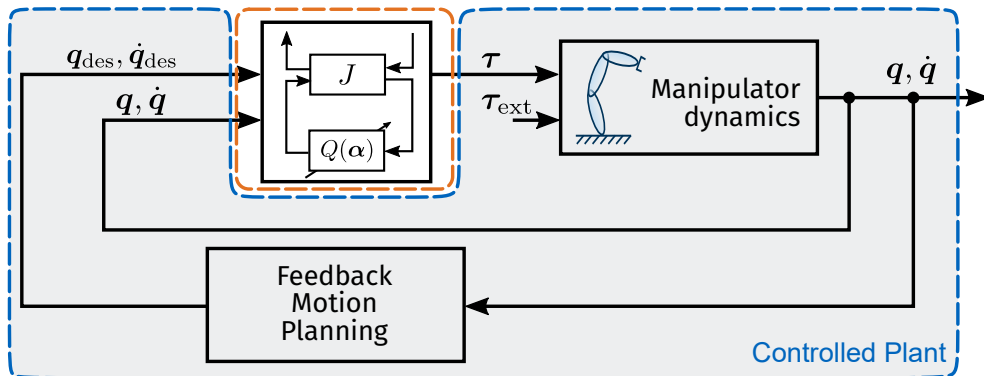 q_des, q̇_des
q, q̇
J
Q(α)
τ
τ_ext
Manipulator
dynamics
q, q̇
Feedback
Motion
Planning
Controlled Plant